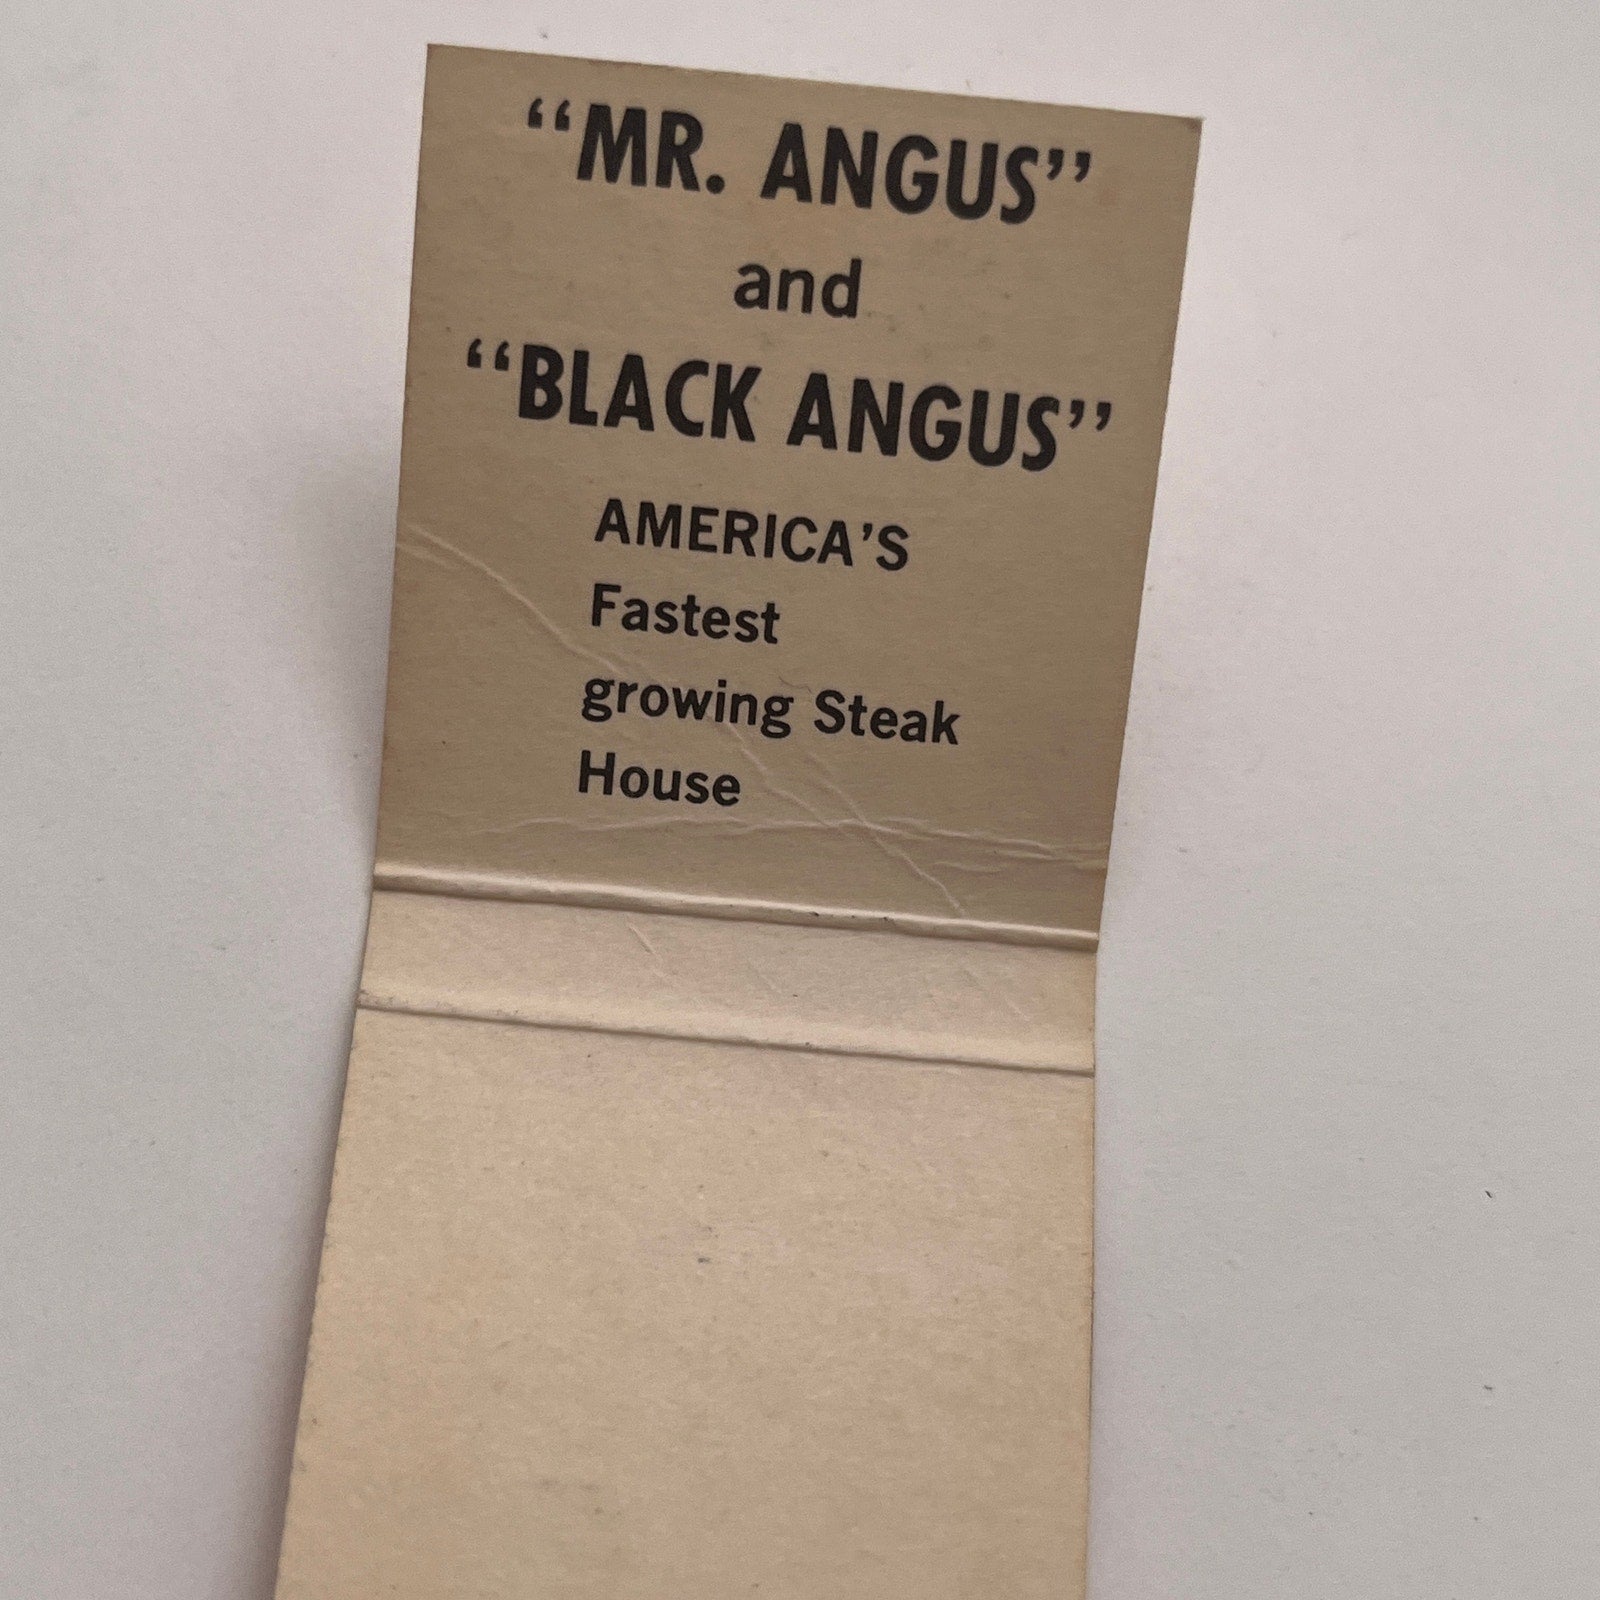 “MR. ANGUS”
and
“BLACK ANGUS”
AMERICA’S
Fastest
growing Steak
House